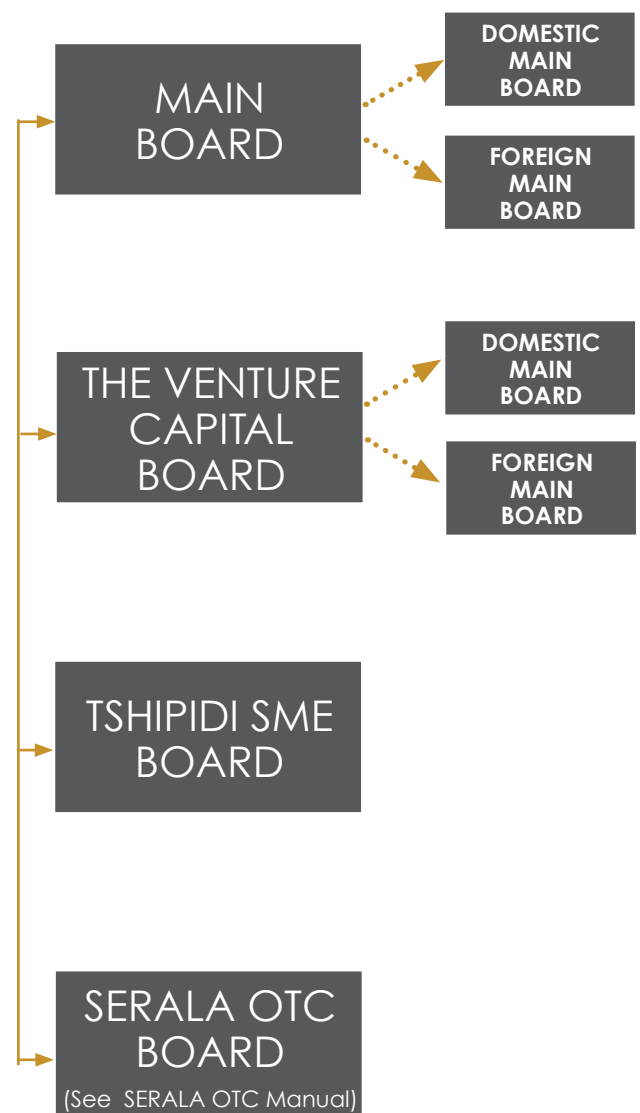 MAIN
BOARD
DOMESTIC
MAIN
BOARD
FOREIGN
MAIN
BOARD
THE VENTURE
CAPITAL
BOARD
DOMESTIC
MAIN
BOARD
FOREIGN
MAIN
BOARD
TSHIPIDI SME
BOARD
SERALA OTC
BOARD
(See SERALA OTC Manual)